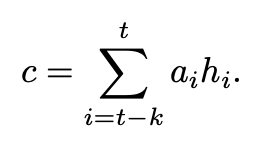 c = \sum_{i=t-k}^{t} a_i h_i.